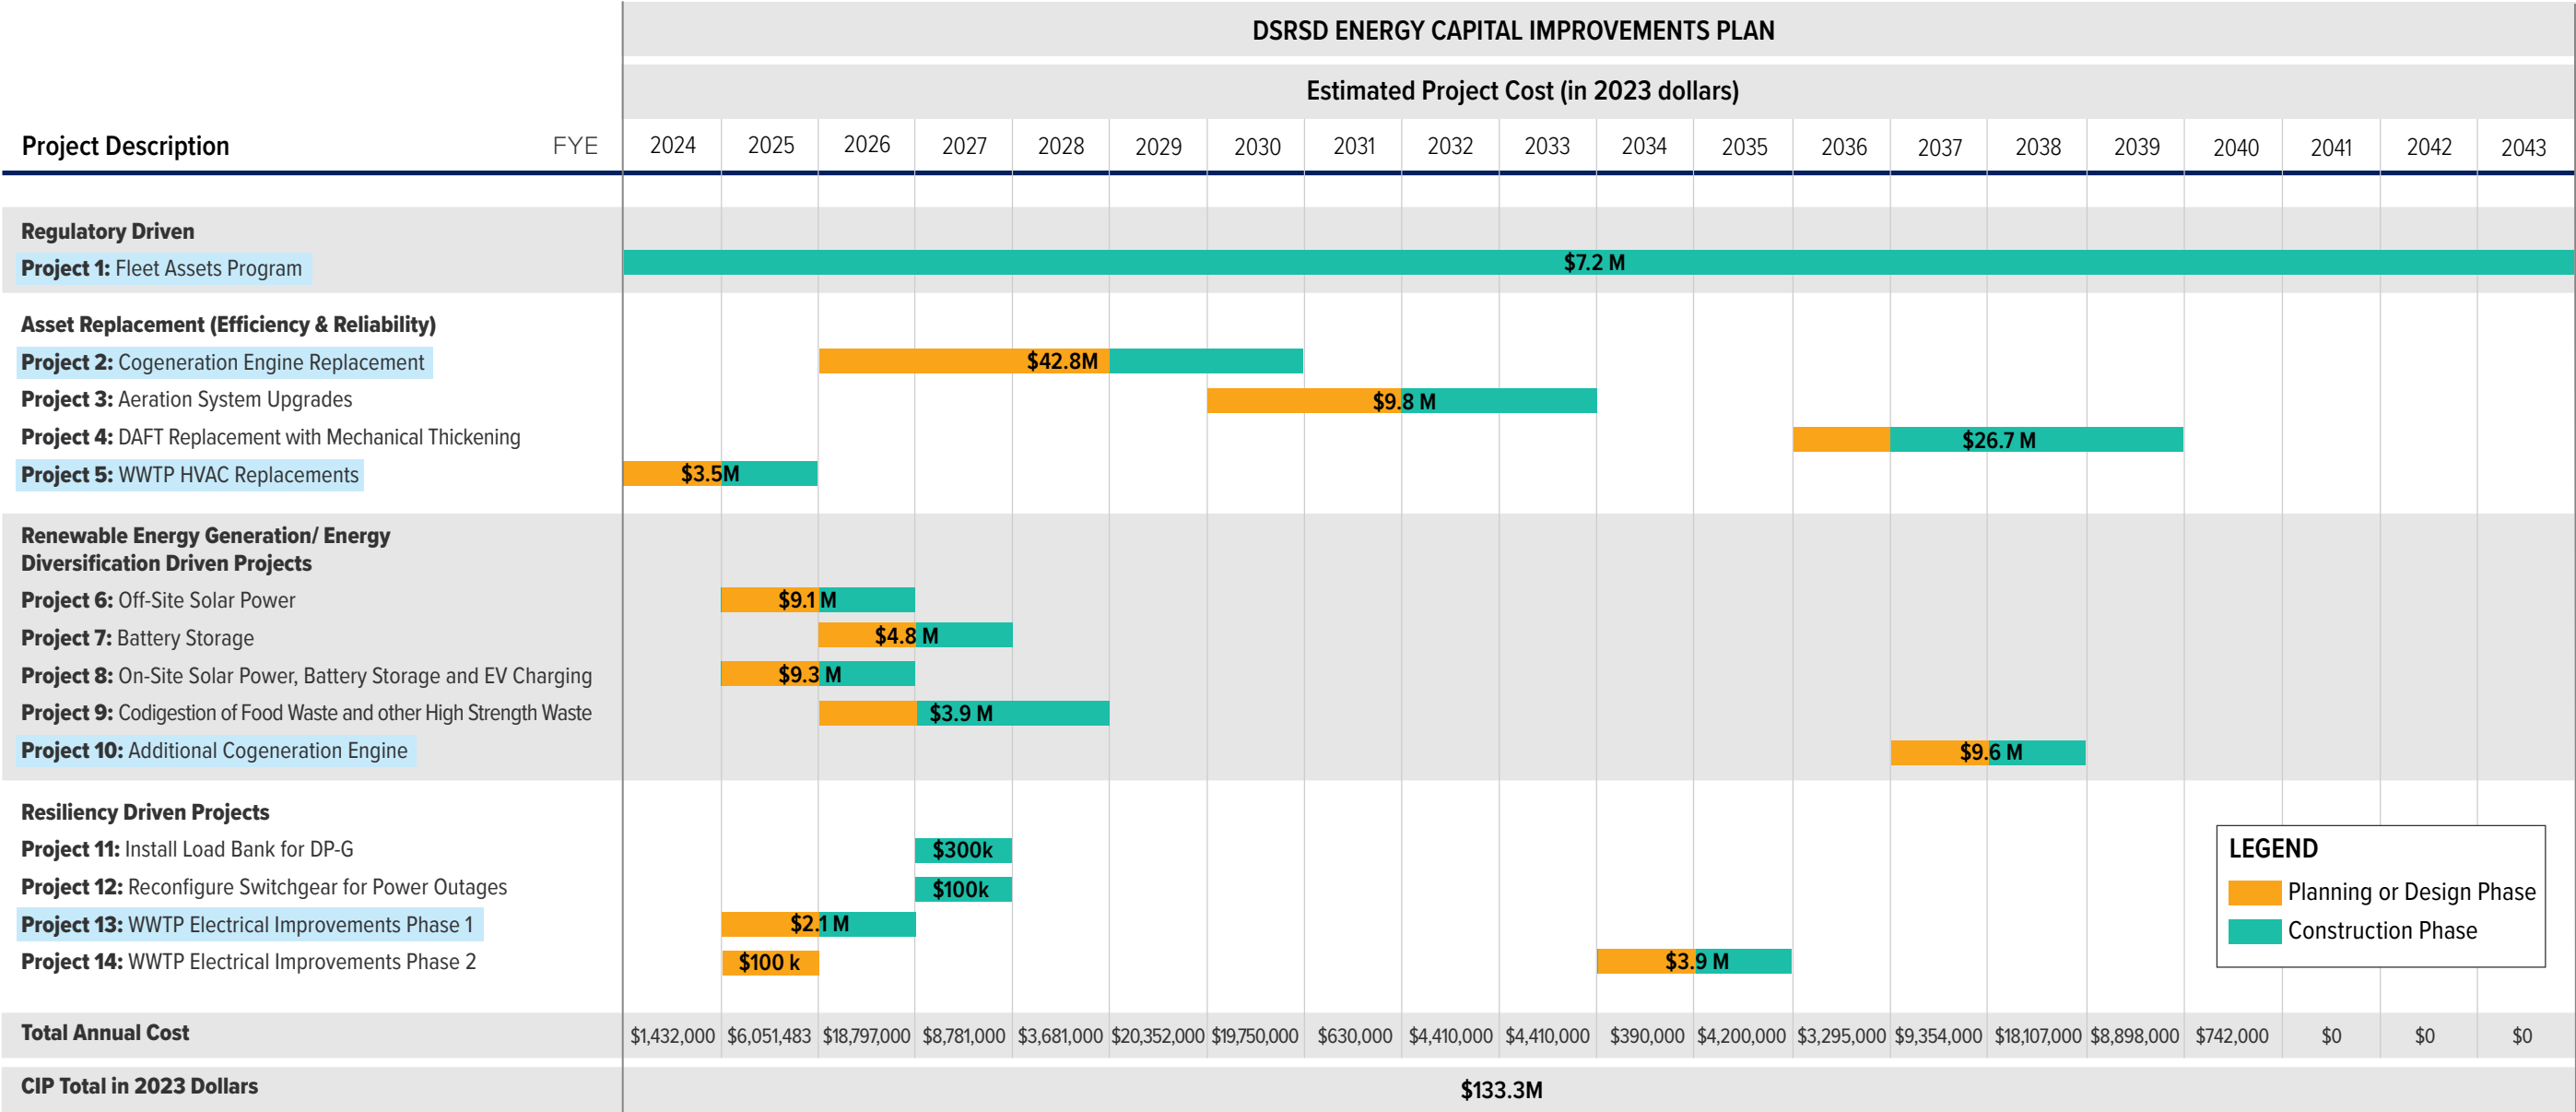 DSRSD ENERGY CAPITAL IMPROVEMENTS PLAN
Estimated Project Cost (in 2023 dollars)
Project Description FYE 2024 2025 2026 2027 2028 2029 2030 2031 2032 2033 2034 2035 2036 2037 2038 2039 2040 2041 2042 2043
Regulatory Driven
Project 1: Fleet Assets Program $7.2 M
Asset Replacement (Efficiency & Reliability)
Project 2: Cogeneration Engine Replacement $42.8M
Project 3: Aeration System Upgrades $9.8 M
Project 4: DAFT Replacement with Mechanical Thickening $26.7 M
Project 5: WWTP HVAC Replacements $3.5M
Renewable Energy Generation/ Energy
Diversification Driven Projects
Project 6: Off-Site Solar Power $9.1 M
Project 7: Battery Storage $4.8 M
Project 8: On-Site Solar Power, Battery Storage and EV Charging $9.3 M
Project 9: Codigestion of Food Waste and other High Strength Waste $3.9 M
Project 10: Additional Cogeneration Engine $9.6 M
Resiliency Driven Projects
Project 11: Install Load Bank for DP-G $300k
Project 12: Reconfigure Switchgear for Power Outages $100k
Project 13: WWTP Electrical Improvements Phase 1 $2.1 M
Project 14: WWTP Electrical Improvements Phase 2 $100 k $3.9 M
LEGEND
Planning or Design Phase
Construction Phase
Total Annual Cost $1,432,000 $6,051,483 $18,797,000 $8,781,000 $3,681,000 $20,352,000 $19,750,000 $630,000 $4,410,000 $4,410,000 $390,000 $4,200,000 $3,295,000 $9,354,000 $18,107,000 $8,898,000 $742,000 $0 $0 $0
CIP Total in 2023 Dollars $133.3M